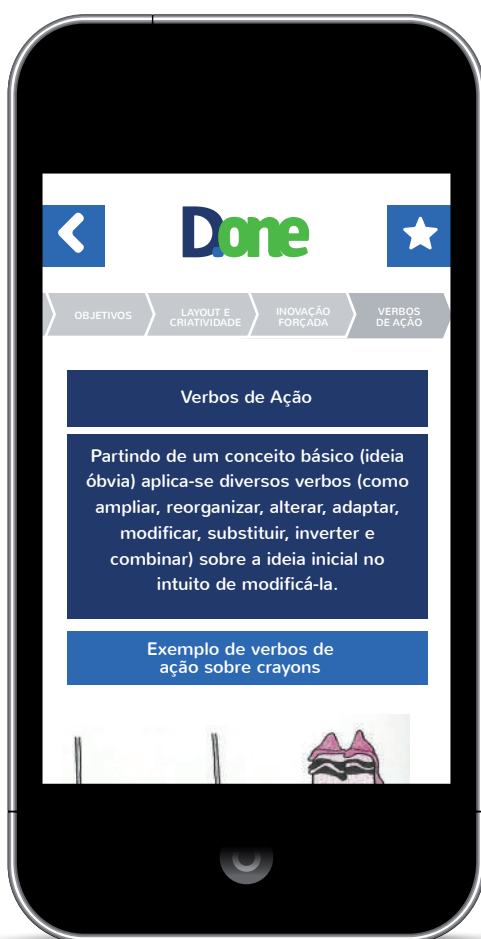 D.one
OBJETIVOS
LAYOUT E
CRIATIVIDADE
INOVAÇÃO
FORÇADA
VERBOS
DE AÇÃO
Verbos de Ação
Partindo de um conceito básico (ideia
óbvia) aplica-se diversos verbos (como
ampliar, reorganizar, alterar, adaptar,
modificar, substituir, inverter e
combinar) sobre a ideia inicial no
intuito de modificá-la.
Exemplo de verbos de
ação sobre crayons